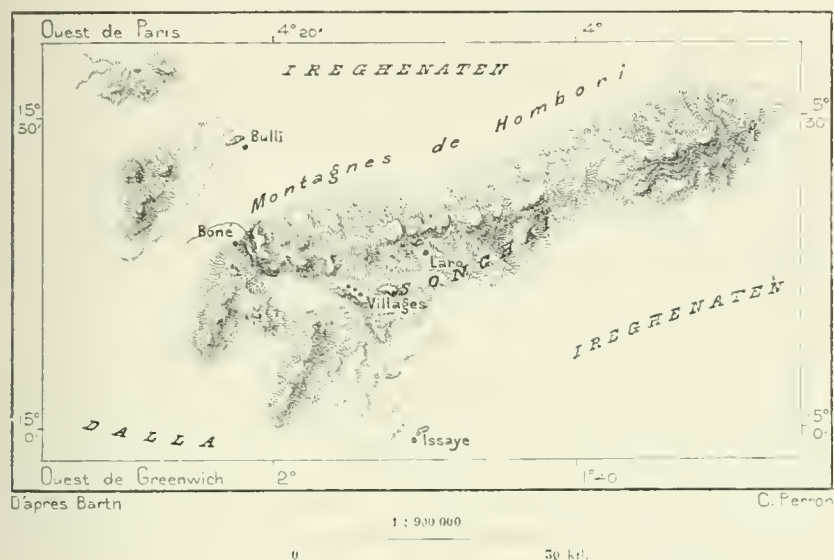 Ouest de Paris 4°20' 4°
IREGHENATEN
15°
30'
5°
30'
Montagnes de Hombori
Bulli
Bone
Laro
SONGHAI
Villages
IREGHENATEN
15°
0'
5°
0'
DALLA
Issaye
Ouest de Greenwich 2° 1°40
D'après Barth
C. Perron
1 : 900 000
0 30 kil.